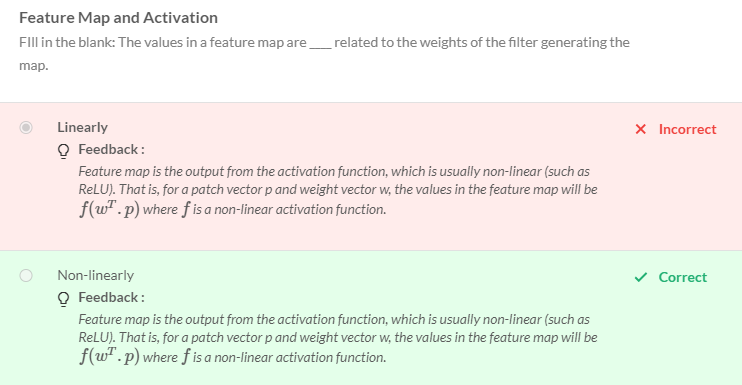 Feature Map and Activation
FIll in the blank: The values in a feature map are ____ related to the weights of the filter generating the
map.
Linearly
Incorrect
Feedback :
Feature map is the output from the activation function, which is usually non-linear (such as
ReLU). That is, for a patch vector p and weight vector w, the values in the feature map will be
f(wᵀ.p) where f is a non-linear activation function.
Non-linearly
Correct
Feedback :
Feature map is the output from the activation function, which is usually non-linear (such as
ReLU). That is, for a patch vector p and weight vector w, the values in the feature map will be
f(wᵀ.p) where f is a non-linear activation function.